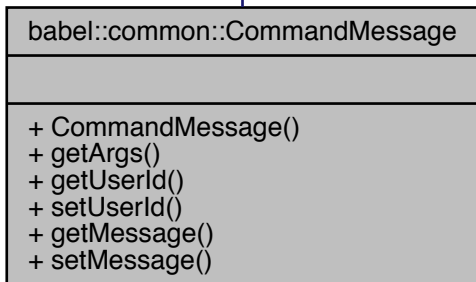 babel::common::CommandMessage
+ CommandMessage()
+ getArgs()
+ getUserId()
+ setUserId()
+ getMessage()
+ setMessage()